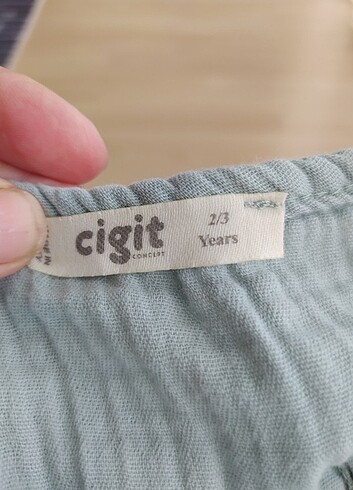 cigit
CONCEPT
2/3
Years